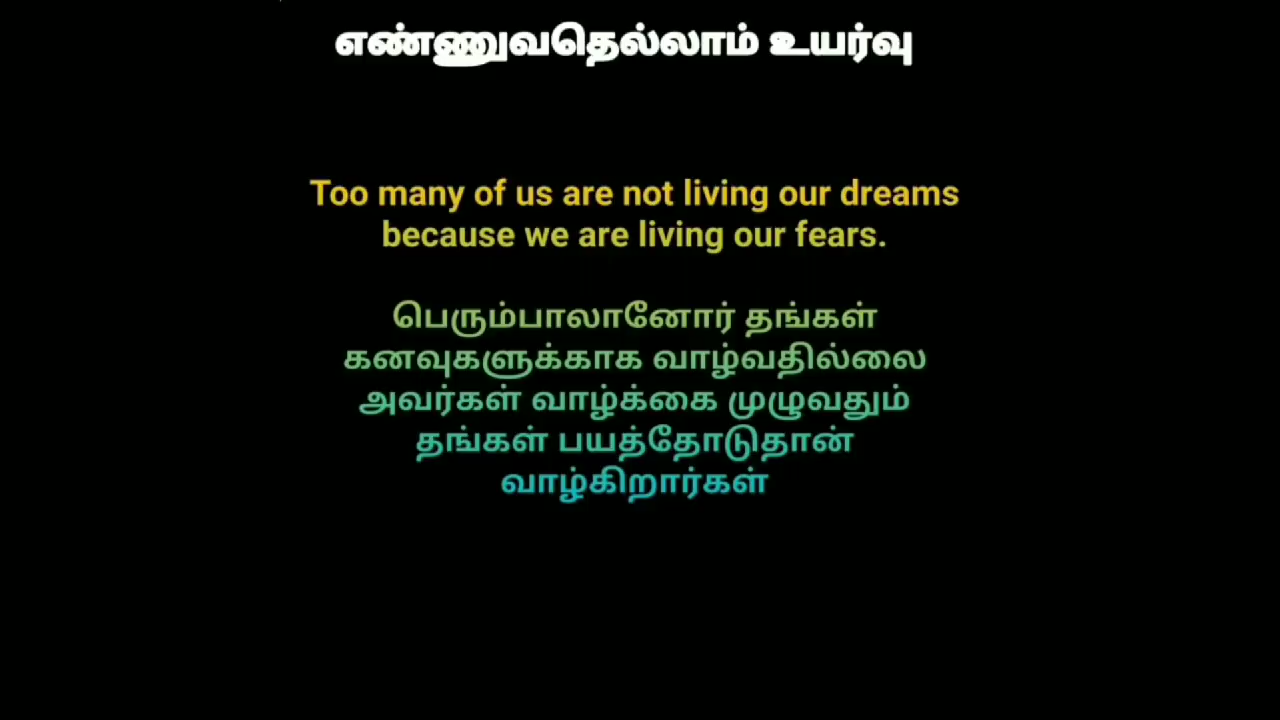 எண்ணுவதெல்லாம் உயர்வு
Too many of us are not living our dreams
because we are living our fears.
பெரும்பாலானோர் தங்கள்
கனவுகளுக்காக வாழ்வதில்லை
அவர்கள் வாழ்க்கை முழுவதும்
தங்கள் பயத்தோடுதான்
வாழ்கிறார்கள்